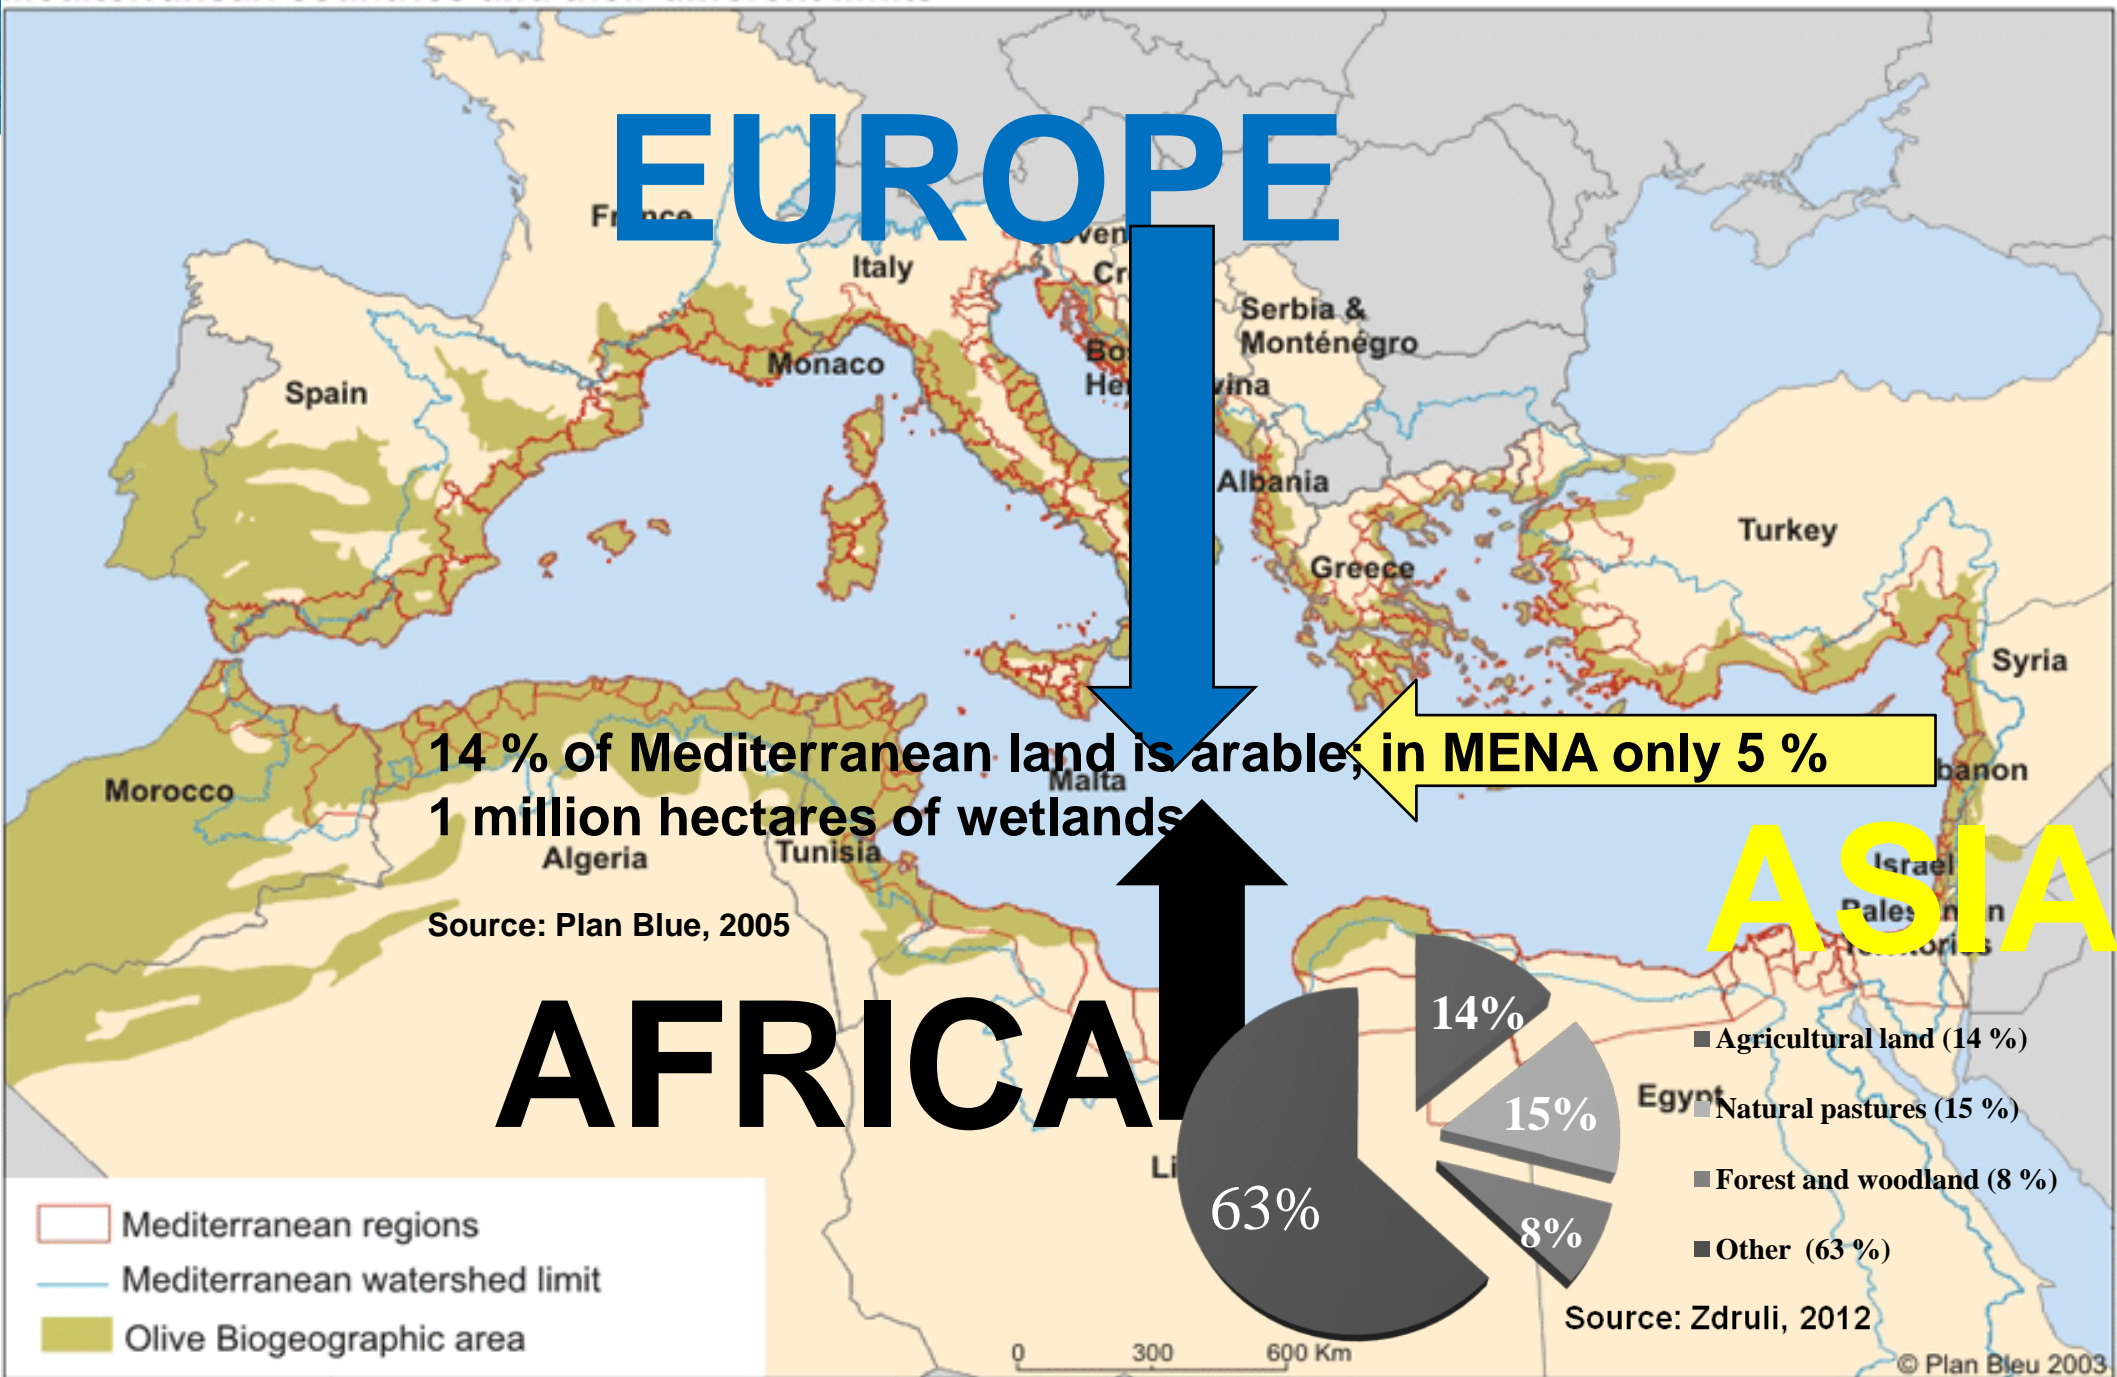 EUROPE
France
Italy
Serbia &
Monténégro
Monaco
Spain
Albania
Turkey
Greece
Syria
14 % of Mediterranean land is arable; in MENA only 5 %
Malta
Morocco
1 million hectares of wetlands
Algeria
Tunisia
ASIA
Israel
Palestinian
Territories
Source: Plan Blue, 2005
AFRICA
14%
15%
8%
63%
Egypt
Agricultural land (14 %)
Natural pastures (15 %)
Forest and woodland (8 %)
Other (63 %)
Source: Zdruli, 2012
Mediterranean regions
Mediterranean watershed limit
Olive Biogeographic area
0 300 600 Km
© Plan Bleu 2003